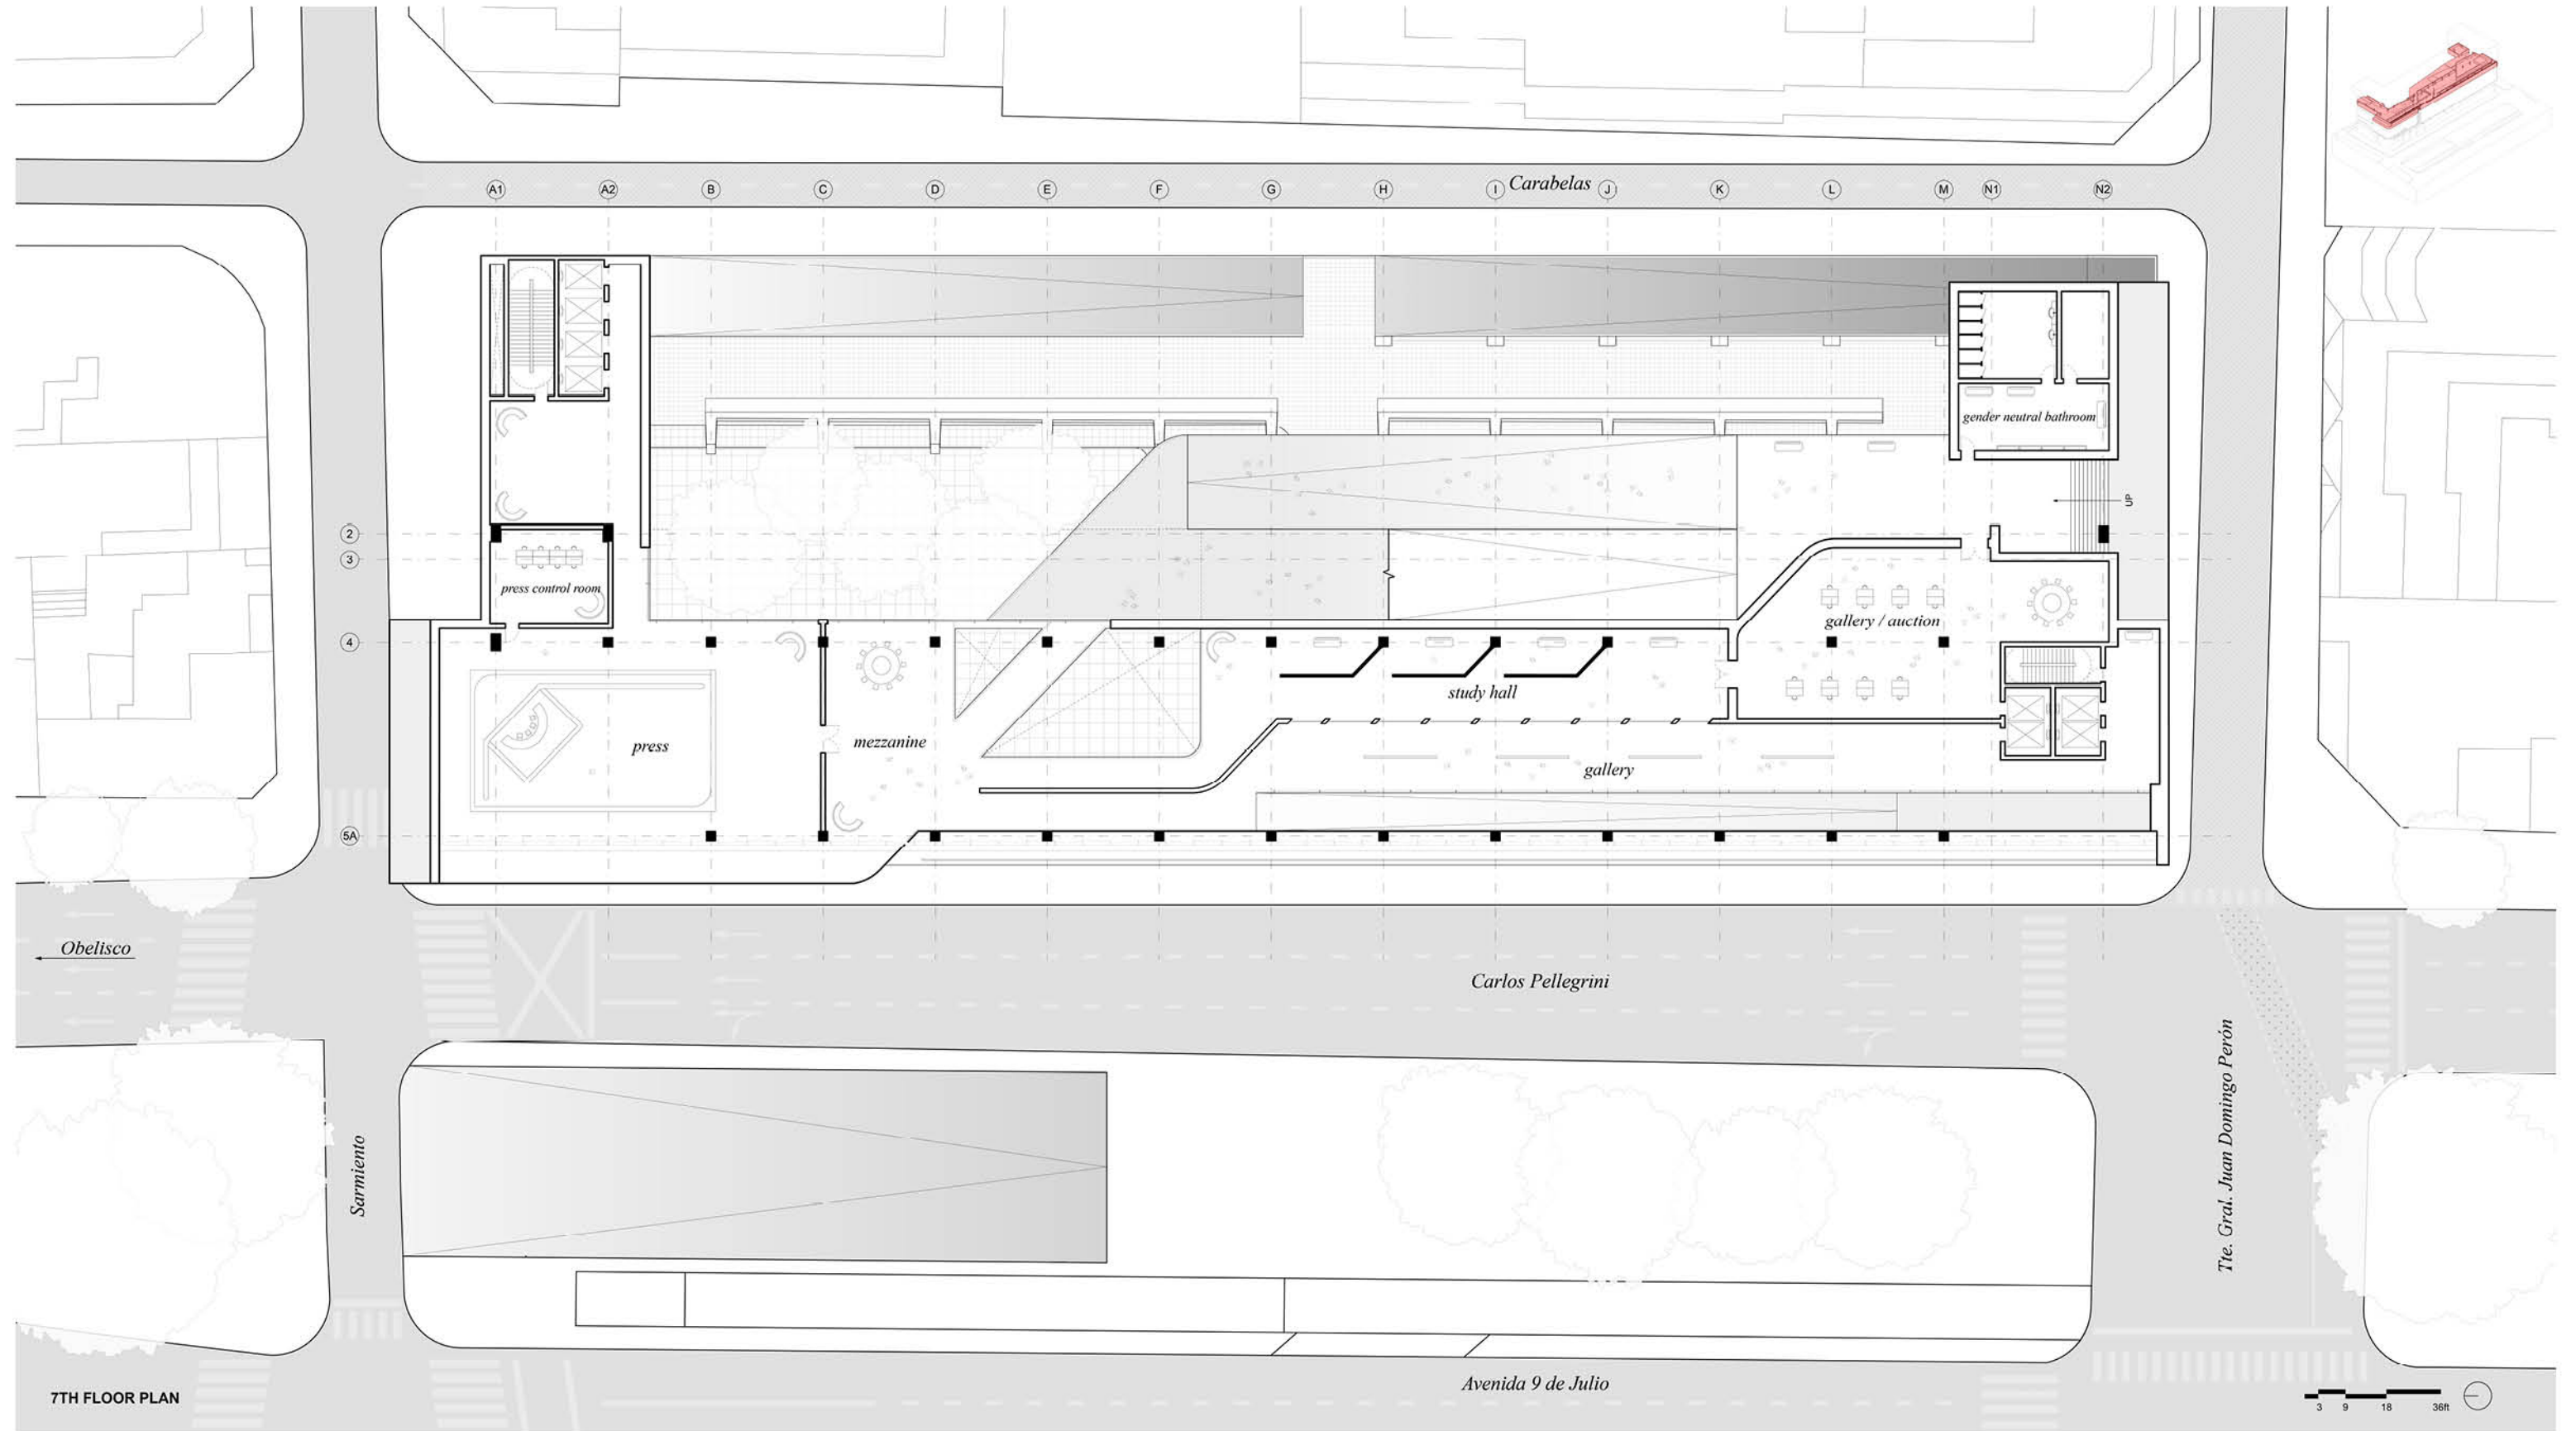 Carabelas
A1 A2 B C D E F G H I J K L M N1 N2
gender neutral bathroom
UP
2
3
press control room
gallery / auction
4
study hall
press
mezzanine
gallery
5A
Obelisco
Carlos Pellegrini
Sarmiento
Tte. Gral. Juan Domingo Perón
Avenida 9 de Julio
7TH FLOOR PLAN
3 9 18 36ft